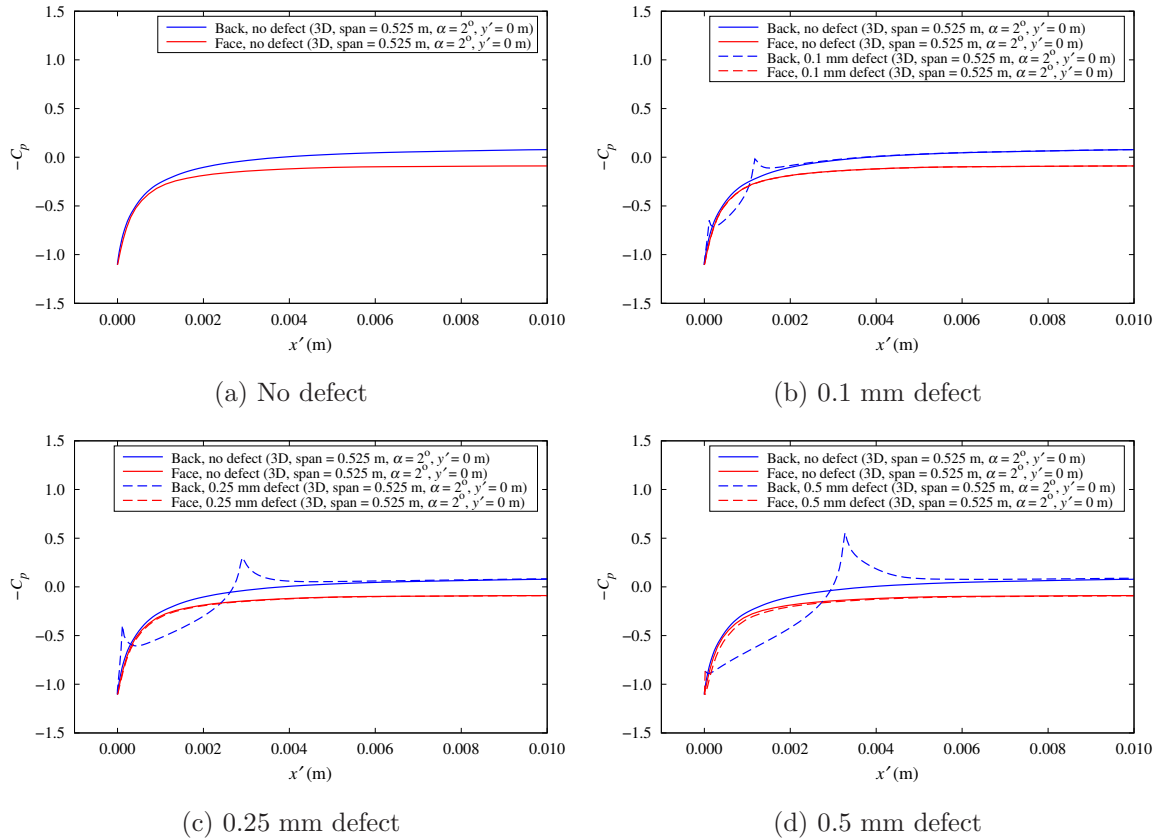 Back, no defect (3D, span = 0.525 m, α = 2°, y′ = 0 m)
Face, no defect (3D, span = 0.525 m, α = 2°, y′ = 0 m)
1.5
1.0
0.5
0.0
−0.5
−1.0
−1.5
−Cp
0.000 0.002 0.004 0.006 0.008 0.010
x′ (m)
(a) No defect
Back, no defect (3D, span = 0.525 m, α = 2°, y′ = 0 m)
Face, no defect (3D, span = 0.525 m, α = 2°, y′ = 0 m)
Back, 0.1 mm defect (3D, span = 0.525 m, α = 2°, y′ = 0 m)
Face, 0.1 mm defect (3D, span = 0.525 m, α = 2°, y′ = 0 m)
1.5
1.0
0.5
0.0
−0.5
−1.0
−1.5
−Cp
0.000 0.002 0.004 0.006 0.008 0.010
x′ (m)
(b) 0.1 mm defect
Back, no defect (3D, span = 0.525 m, α = 2°, y′ = 0 m)
Face, no defect (3D, span = 0.525 m, α = 2°, y′ = 0 m)
Back, 0.25 mm defect (3D, span = 0.525 m, α = 2°, y′ = 0 m)
Face, 0.25 mm defect (3D, span = 0.525 m, α = 2°, y′ = 0 m)
1.5
1.0
0.5
0.0
−0.5
−1.0
−1.5
−Cp
0.000 0.002 0.004 0.006 0.008 0.010
x′ (m)
(c) 0.25 mm defect
Back, no defect (3D, span = 0.525 m, α = 2°, y′ = 0 m)
Face, no defect (3D, span = 0.525 m, α = 2°, y′ = 0 m)
Back, 0.5 mm defect (3D, span = 0.525 m, α = 2°, y′ = 0 m)
Face, 0.5 mm defect (3D, span = 0.525 m, α = 2°, y′ = 0 m)
1.5
1.0
0.5
0.0
−0.5
−1.0
−1.5
−Cp
0.000 0.002 0.004 0.006 0.008 0.010
x′ (m)
(d) 0.5 mm defect